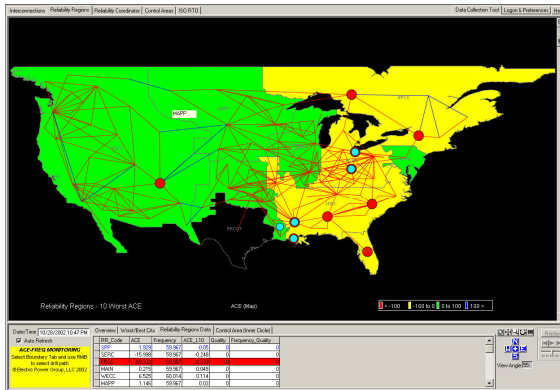 Interconnections Reliability Regions Reliability Coordinator Control Areas ISO RTO Data Collection Tool Logon & Preferences
MAPP
ERCOT
Reliability Regions - 10 Worst ACE
ACE (Map)
< -100 -100 to 0 0 to 100 100 <
Date/Time 10/28/2002 10:47 PM
Auto Refresh
ACE-FREQ MONITORING
Select Boundary Tab and use RMB
to select drill path
©Electric Power Group, LLC 2002
Overview Worst/Best CAs Reliability Regions Data Control Area (Inner Circle)
RR_Code ACE Frequency ACE_L10 Quality Frequency_Quality
SPP 1.929 59.967 -0.05 0 0
SERC -15.998 59.967 -0.248 0 0
MAIN 0.215 59.967 0.049 0 0
WECC 6.525 60.014 0.114 0 0
MAPP 1.146 59.967 0.03 0 0
View Angle 95
Replay